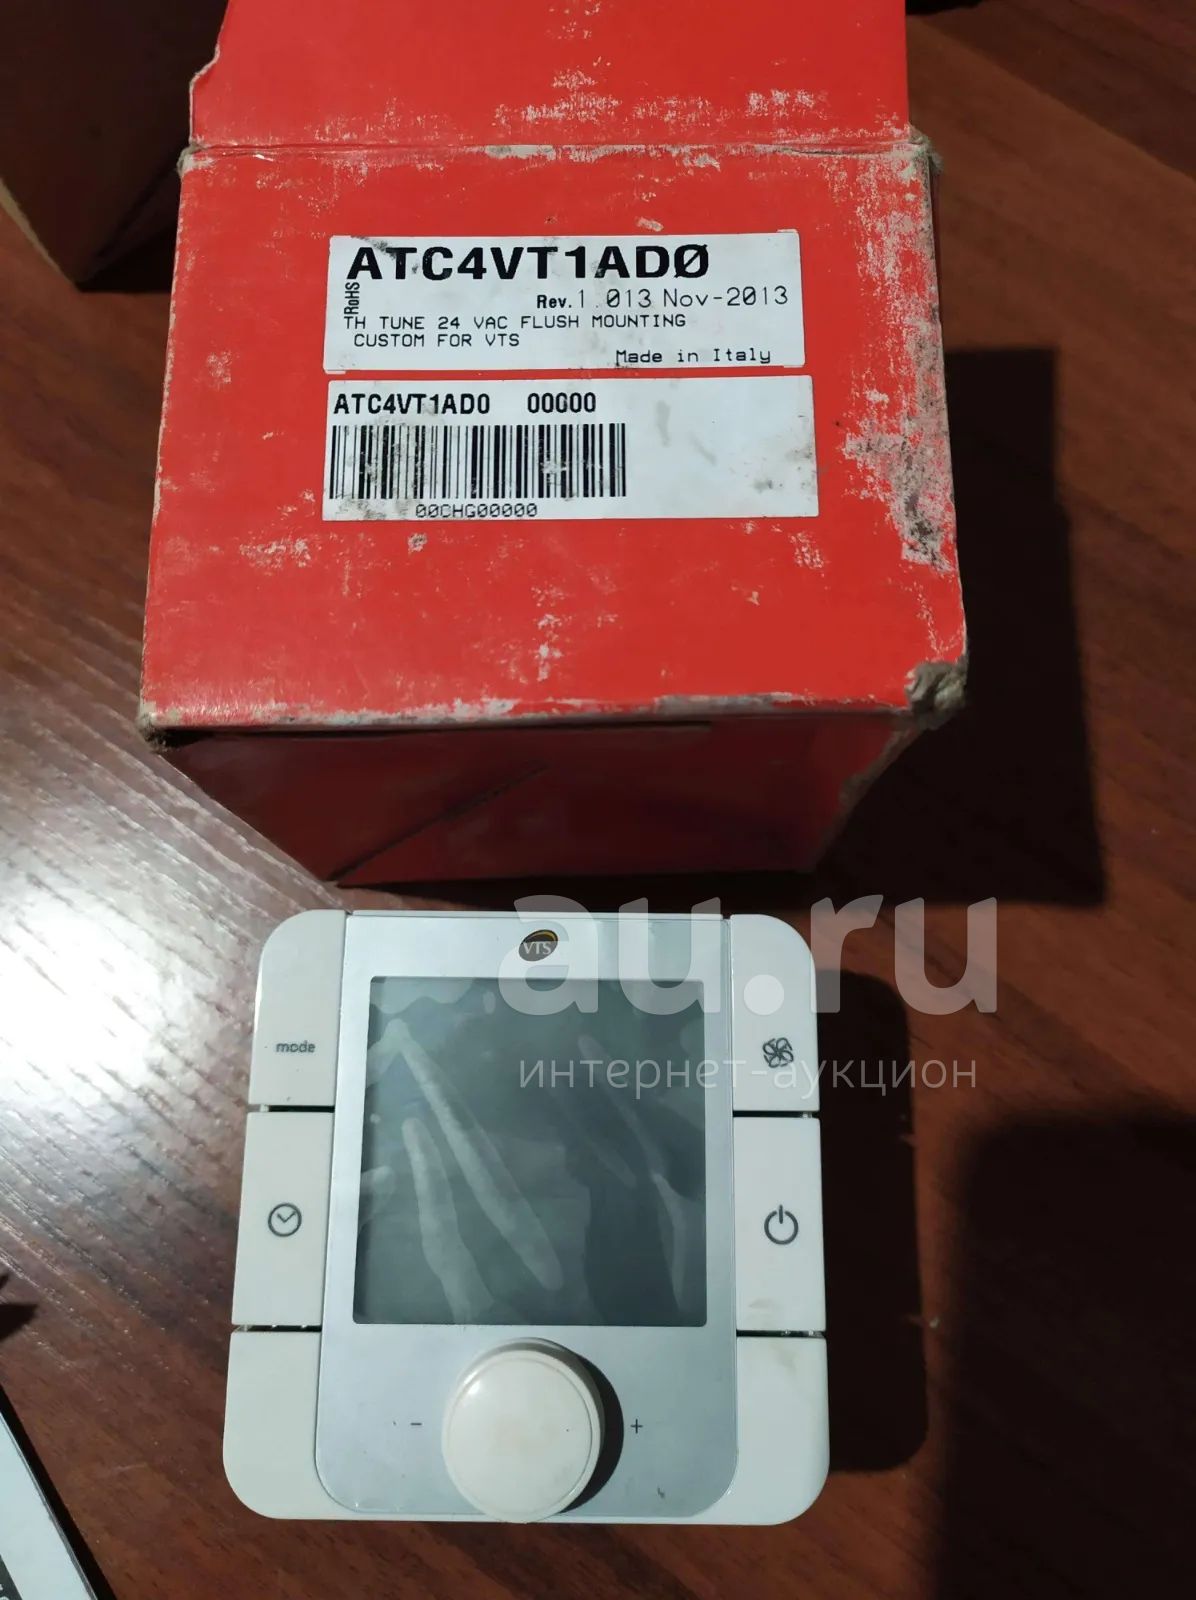 ATC4VT1ADØ
RoHS
Rev.1.013 Nov-2013
TH TUNE 24 VAC FLUSH MOUNTING
CUSTOM FOR VTS
Made in Italy
ATC4VT1AD0 00G00
00CHG00000
VTS
au.ru
mode
интернет-аукцион
- +